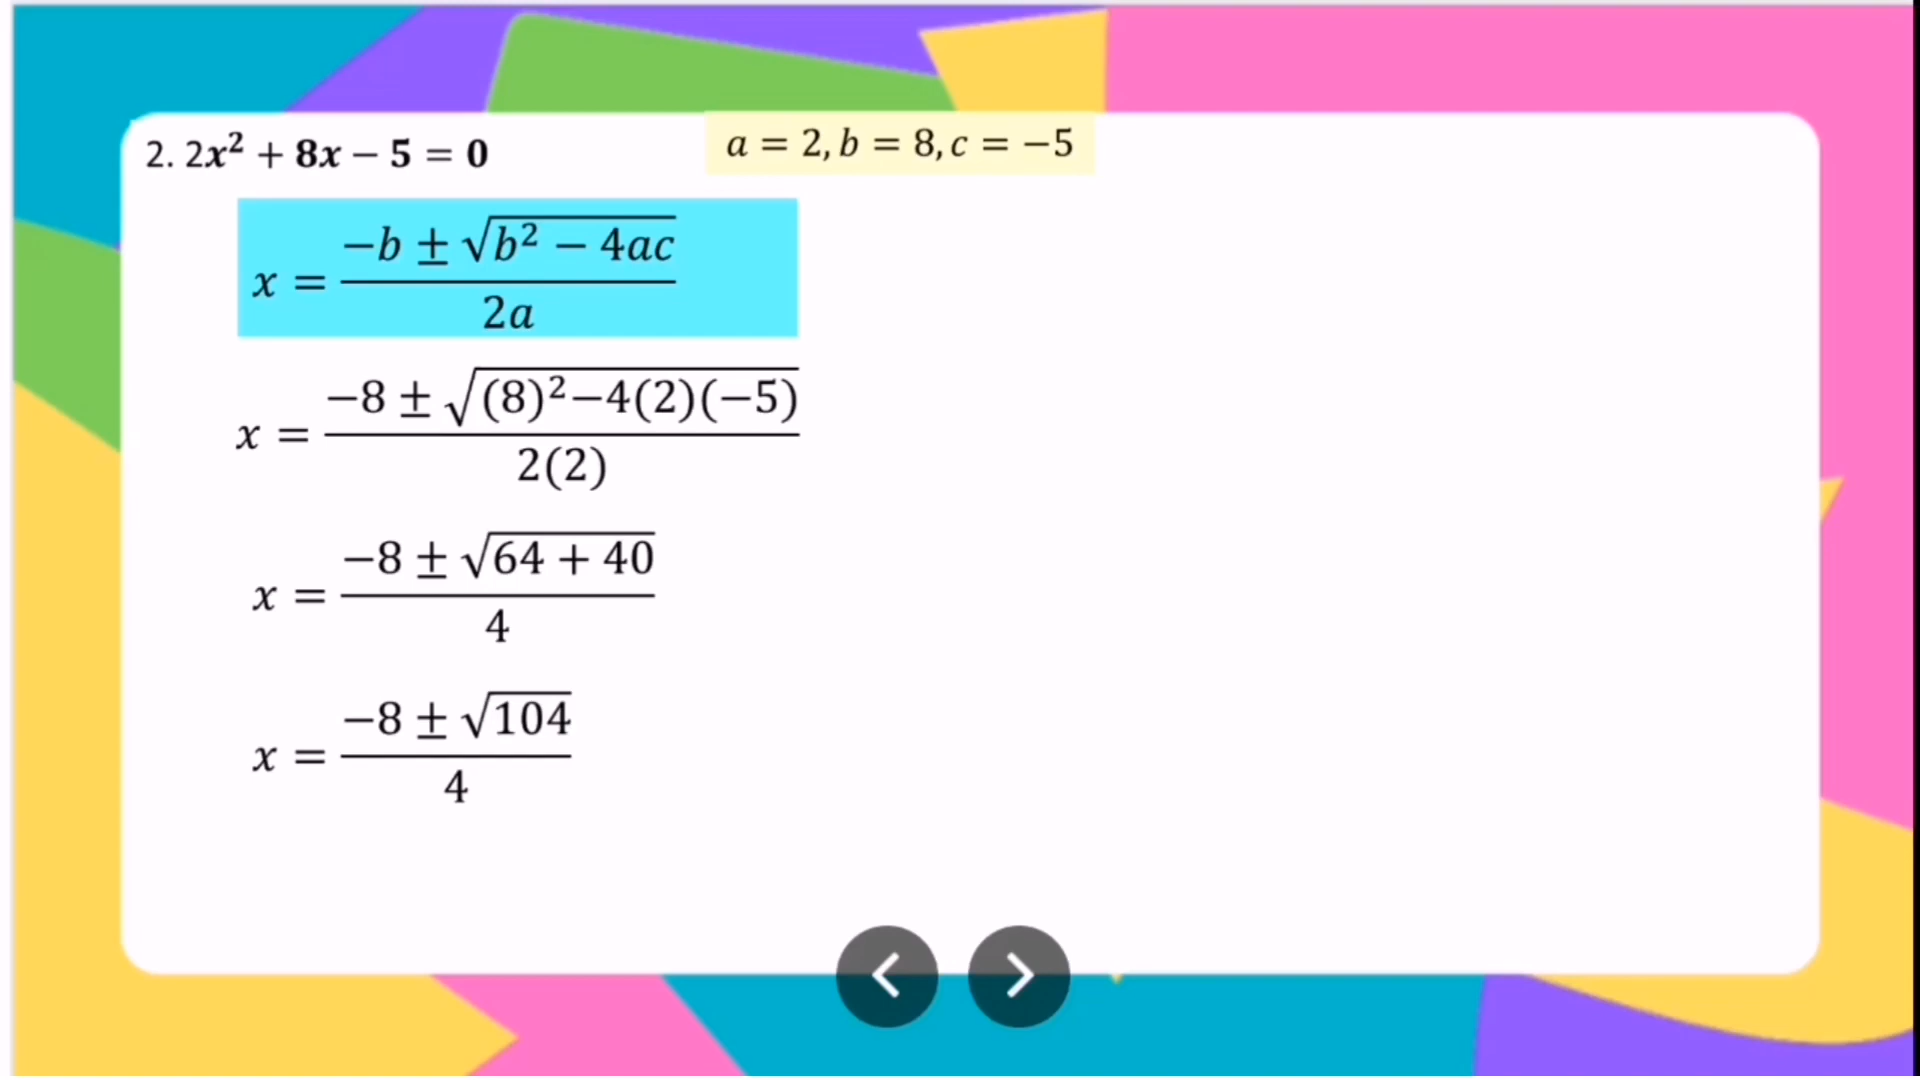 2. 2x² + 8x – 5 = 0
a = 2, b = 8, c = −5
x = (−b ± √(b² − 4ac)) / 2a
x = (−8 ± √((8)²−4(2)(−5))) / 2(2)
x = (−8 ± √(64 + 40)) / 4
x = (−8 ± √104) / 4